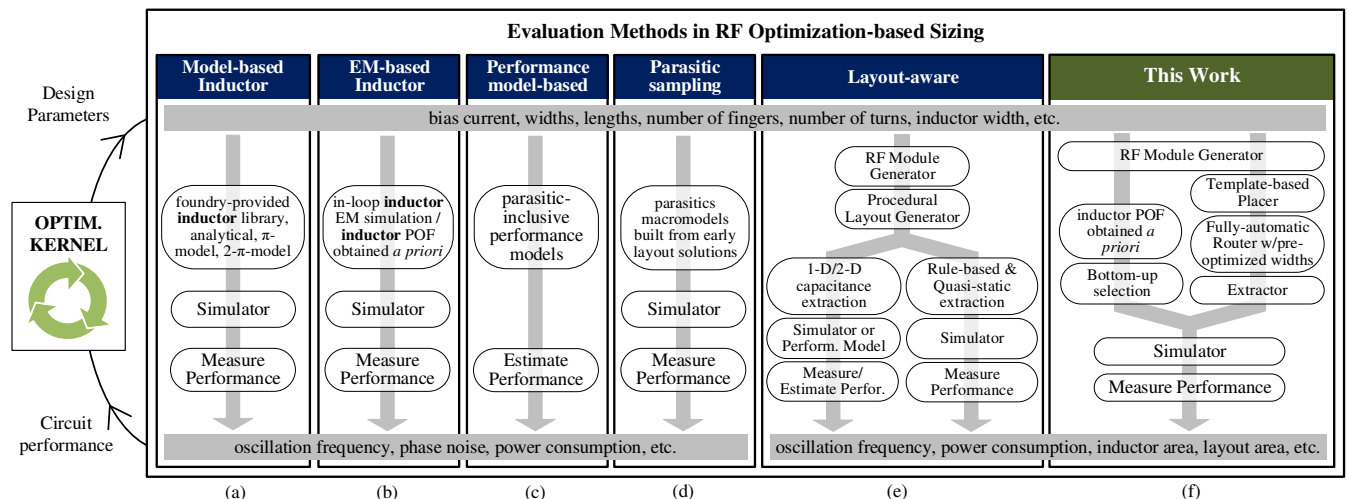 Evaluation Methods in RF Optimization-based Sizing
Design
Parameters
OPTIM.
KERNEL
Circuit
performance
Model-based
Inductor
EM-based
Inductor
Performance
model-based
Parasitic
sampling
Layout-aware
This Work
bias current, widths, lengths, number of fingers, number of turns, inductor width, etc.
foundry-provided
inductor library,
analytical, π-
model, 2-π-model
Simulator
Measure
Performance
in-loop inductor
EM simulation /
inductor POF
obtained a priori
Simulator
Measure
Performance
parasitic-
inclusive
performance
models
Estimate
Performance
parasitics
macromodels
built from early
layout solutions
Simulator
Measure
Performance
RF Module
Generator
Procedural
Layout Generator
1-D/2-D
capacitance
extraction
Simulator or
Perform. Model
Measure/
Estimate Perfor.
Rule-based &
Quasi-static
extraction
Simulator
Measure
Performance
RF Module Generator
inductor POF
obtained a
priori
Bottom-up
selection
Template-based
Placer
Fully-automatic
Router w/pre-
optimized widths
Extractor
Simulator
Measure Performance
oscillation frequency, phase noise, power consumption, etc.
oscillation frequency, power consumption, inductor area, layout area, etc.
(a)
(b)
(c)
(d)
(e)
(f)